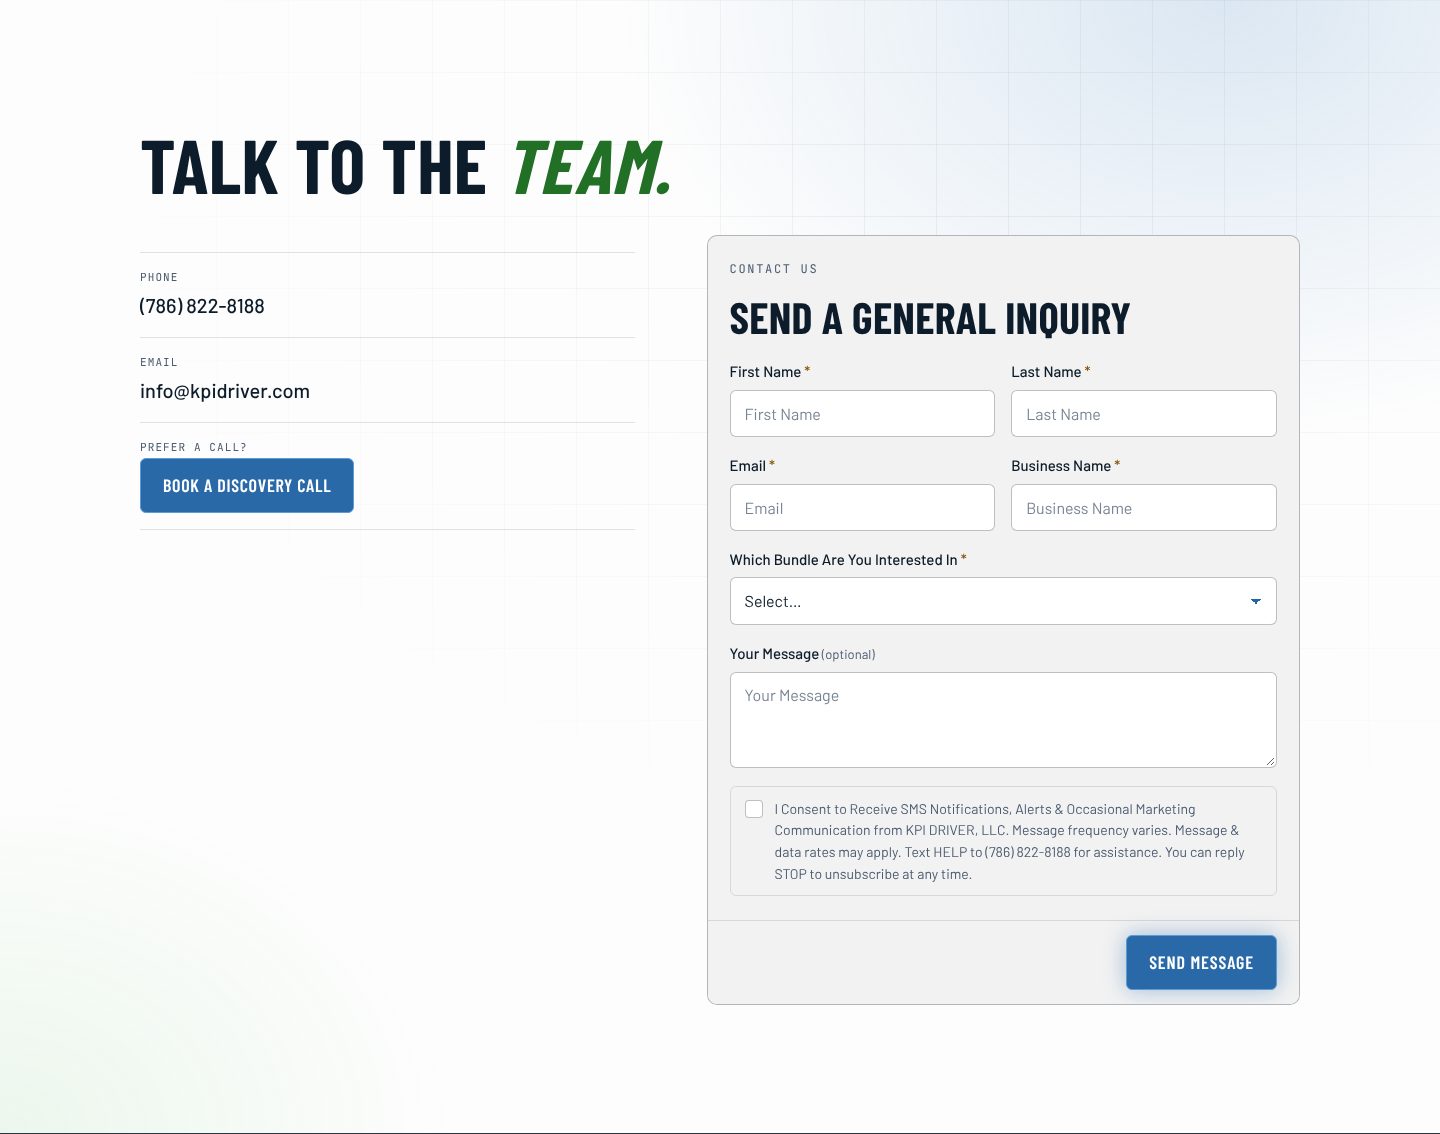 TALK TO THE TEAM.
PHONE
(786) 822-8188
EMAIL
info@kpidriver.com
PREFER A CALL?
BOOK A DISCOVERY CALL
CONTACT US
SEND A GENERAL INQUIRY
First Name *
Last Name *
First Name
Last Name
Email *
Business Name *
Email
Business Name
Which Bundle Are You Interested In *
Select...
Your Message (optional)
Your Message
I Consent to Receive SMS Notifications, Alerts & Occasional Marketing
Communication from KPI DRIVER, LLC. Message frequency varies. Message &
data rates may apply. Text HELP to (786) 822-8188 for assistance. You can reply
STOP to unsubscribe at any time.
SEND MESSAGE